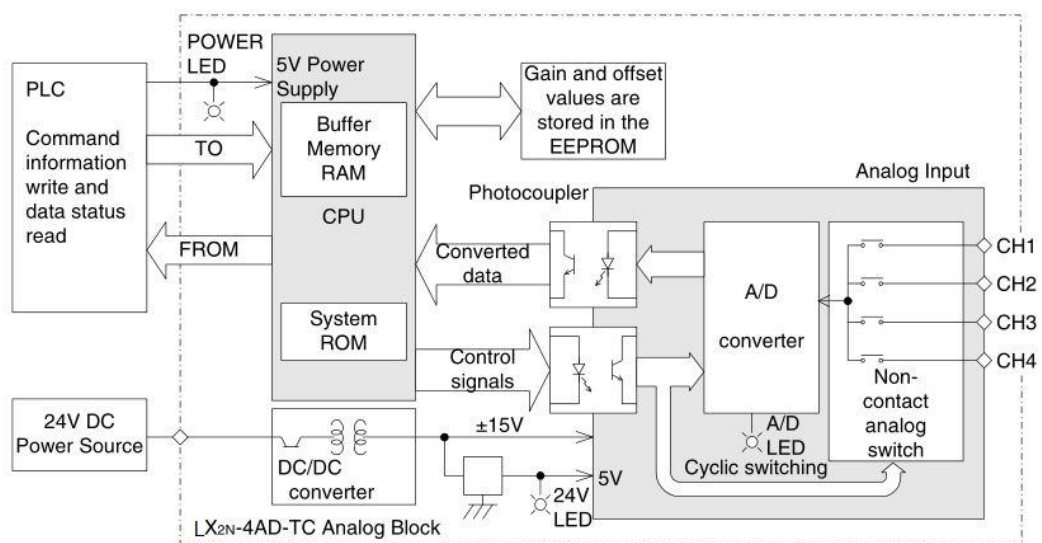 POWER
LED
PLC
Command
information
write and
data status
read
TO
FROM
5V Power
Supply
Buffer
Memory
RAM
CPU
System
ROM
Gain and offset
values are
stored in the
EEPROM
Photocoupler
Analog Input
Converted
data
Control
signals
A/D
converter
CH1
CH2
CH3
CH4
Non-
contact
analog
switch
A/D
LED
Cyclic switching
24V DC
Power Source
DC/DC
converter
±15V
5V
24V
LED
LX2N-4AD-TC Analog Block